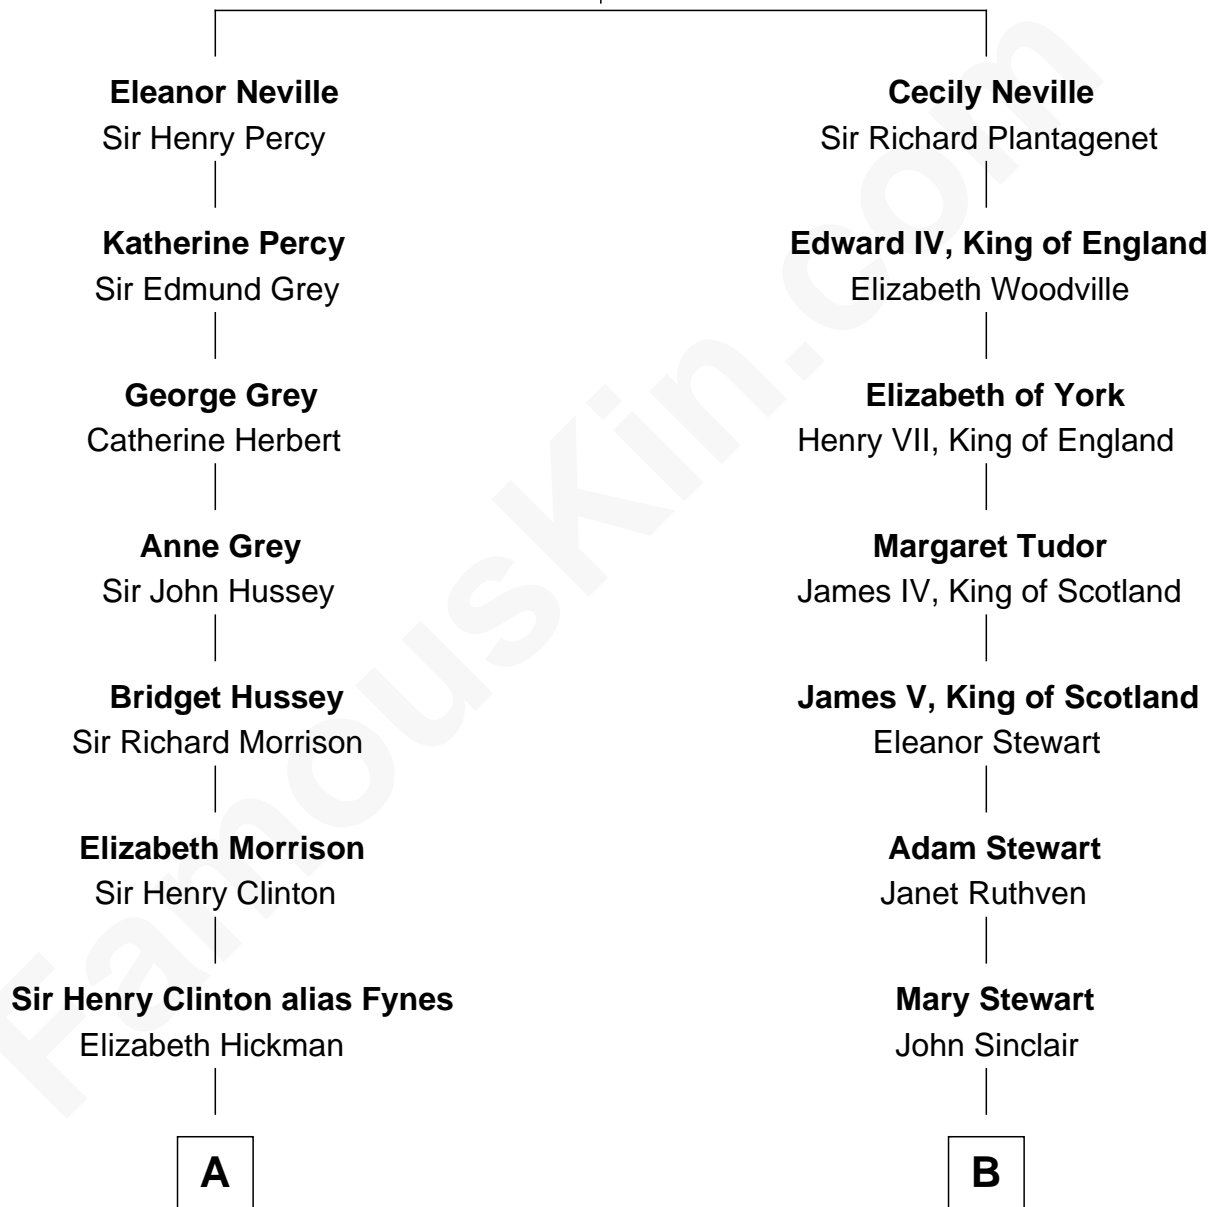 Eleanor Neville
Sir Henry Percy
Cecily Neville
Sir Richard Plantagenet
Katherine Percy
Sir Edmund Grey
Edward IV, King of England
Elizabeth Woodville
George Grey
Catherine Herbert
Elizabeth of York
Henry VII, King of England
Anne Grey
Sir John Hussey
Margaret Tudor
James IV, King of Scotland
Bridget Hussey
Sir Richard Morrison
James V, King of Scotland
Eleanor Stewart
Elizabeth Morrison
Sir Henry Clinton
Adam Stewart
Janet Ruthven
Sir Henry Clinton alias Fynes
Elizabeth Hickman
Mary Stewart
John Sinclair
A
B
FamousKin.com